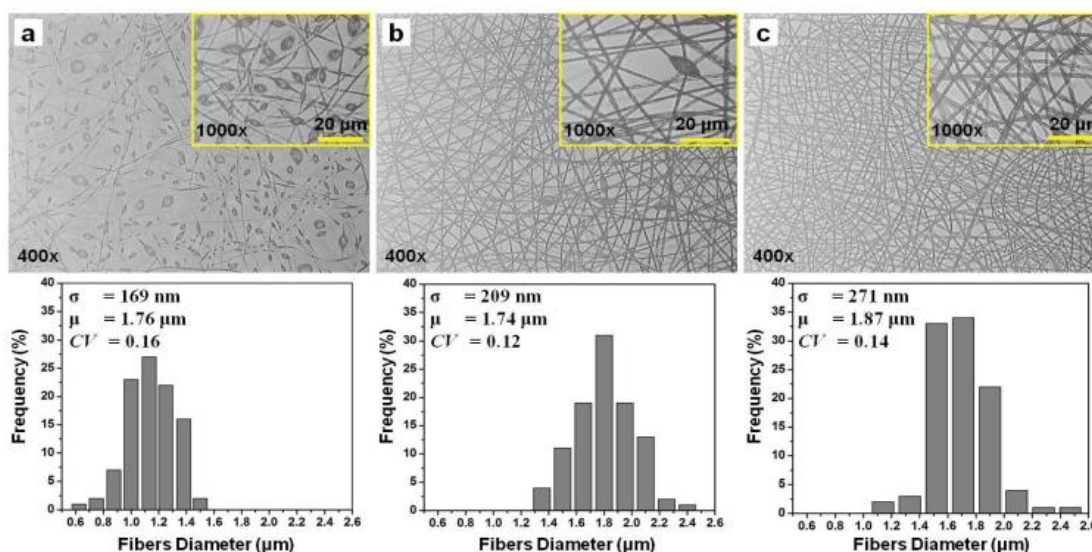 a
1000x
20 μm
400x
b
1000x
20 μm
400x
c
1000x
20 μm
400x
σ = 169 nm
μ = 1.76 μm
CV = 0.16
Frequency (%)
40
35
30
25
20
15
10
5
0
0.6 0.8 1.0 1.2 1.4 1.6 1.8 2.0 2.2 2.4 2.6
Fibers Diameter (μm)
σ = 209 nm
μ = 1.74 μm
CV = 0.12
Frequency (%)
40
35
30
25
20
15
10
5
0
0.6 0.8 1.0 1.2 1.4 1.6 1.8 2.0 2.2 2.4 2.6
Fibers Diameter (μm)
σ = 271 nm
μ = 1.87 μm
CV = 0.14
Frequency (%)
40
35
30
25
20
15
10
5
0
0.6 0.8 1.0 1.2 1.4 1.6 1.8 2.0 2.2 2.4 2.6
Fibers Diameter (μm)